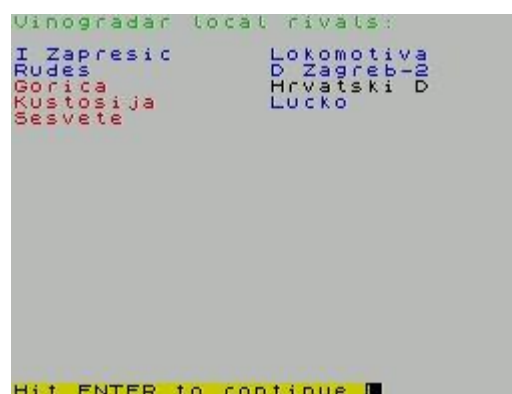 Vinogradar local rivals:
I Zapresic Lokomotiva
Rudes D Zagreb-2
Gorica Hrvatski D
Kustosija Lucko
Sesvete
Hit ENTER to continue